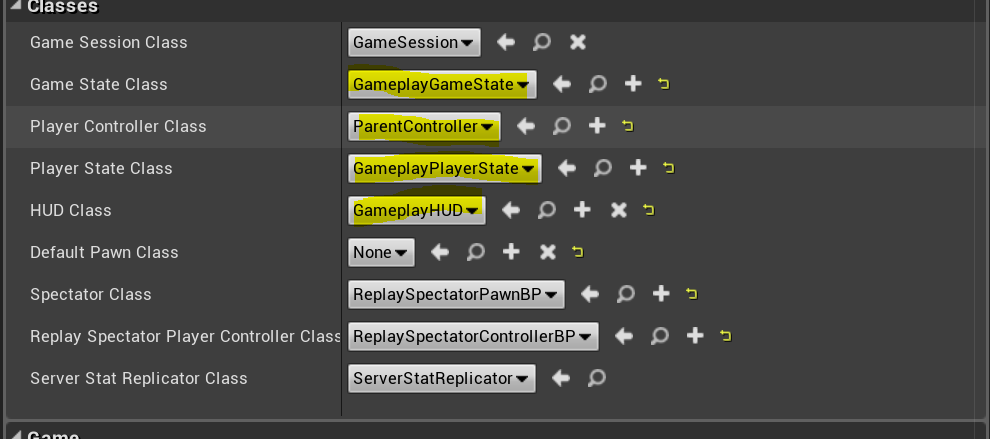 Classes
Game Session Class GameSession
Game State Class GameplayGameState
Player Controller Class ParentController
Player State Class GameplayPlayerState
HUD Class GameplayHUD
Default Pawn Class None
Spectator Class ReplaySpectatorPawnBP
Replay Spectator Player Controller Class ReplaySpectatorControllerBP
Server Stat Replicator Class ServerStatReplicator
Game